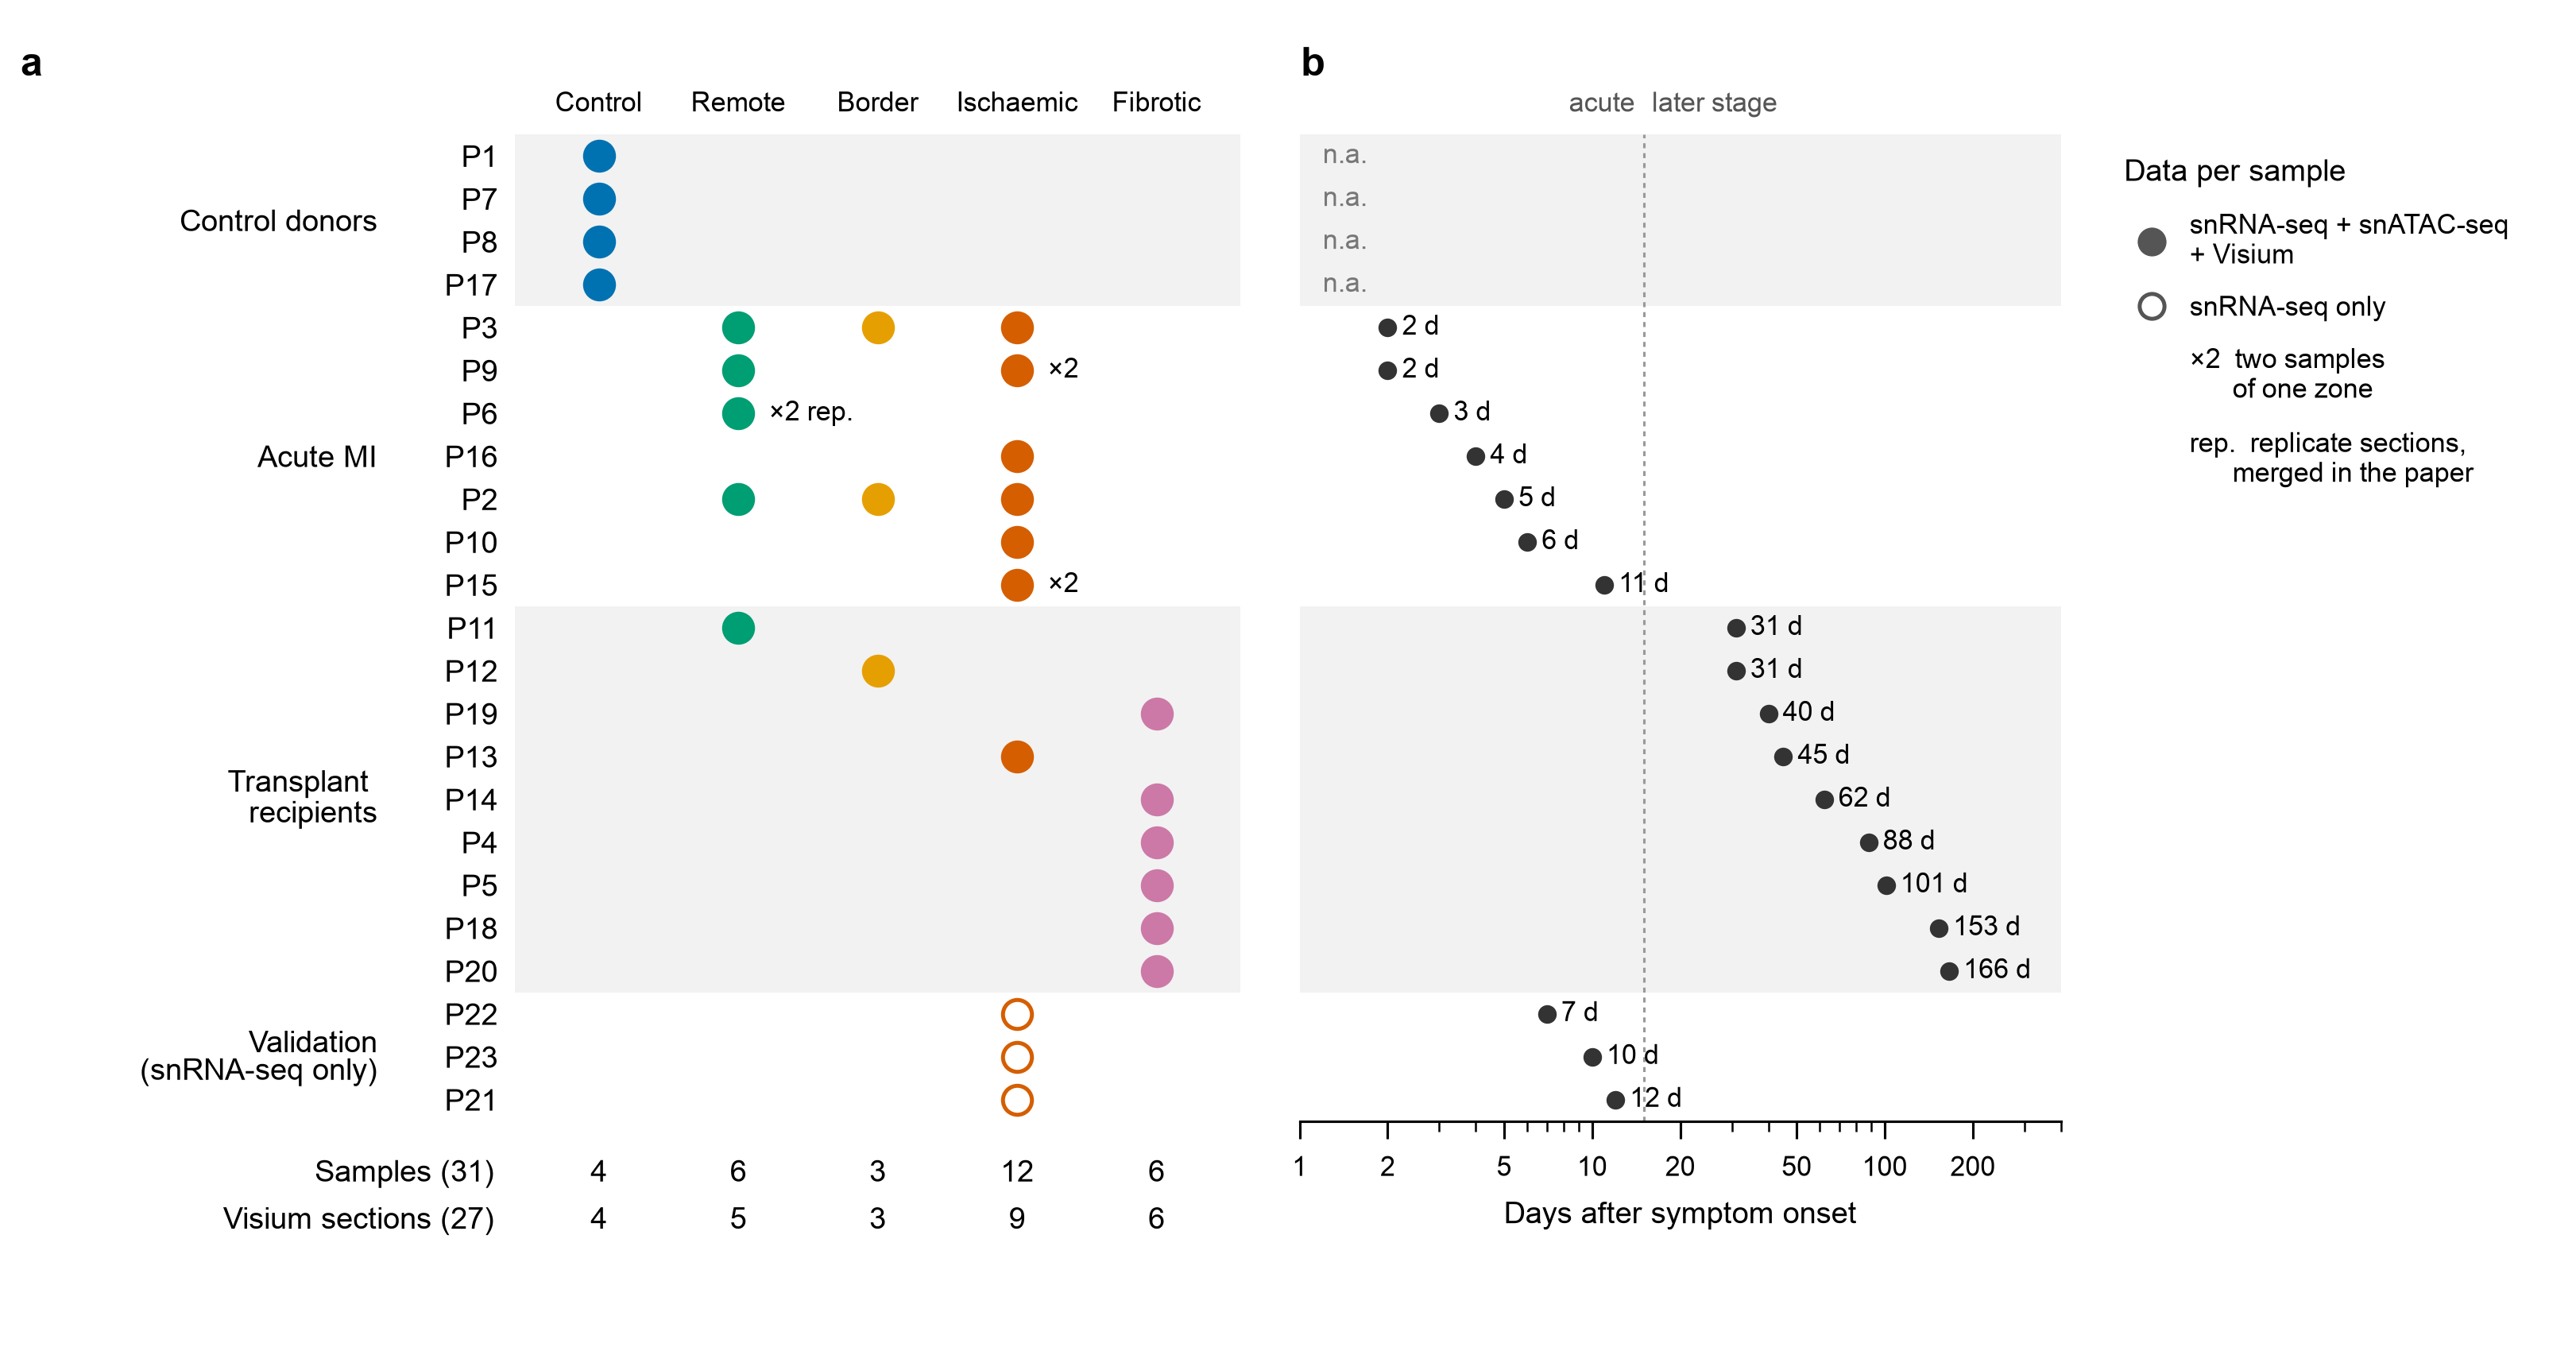 a
Control Remote Border Ischaemic Fibrotic
Control donors
P1
P7
P8
P17
Acute MI
P3
P9 ×2
P6 ×2 rep.
P16
P2
P10
P15 ×2
Transplant
recipients
P11
P12
P19
P13
P14
P4
P5
P18
P20
Validation
(snRNA-seq only)
P22
P23
P21
Samples (31) 4 6 3 12 6
Visium sections (27) 4 5 3 9 6
b
acute later stage
n.a.
n.a.
n.a.
n.a.
2 d
2 d
3 d
4 d
5 d
6 d
11 d
31 d
31 d
40 d
45 d
62 d
88 d
101 d
153 d
166 d
7 d
10 d
12 d
1 2 5 10 20 50 100 200
Days after symptom onset
Data per sample
snRNA-seq + snATAC-seq
+ Visium
snRNA-seq only
×2 two samples
of one zone
rep. replicate sections,
merged in the paper